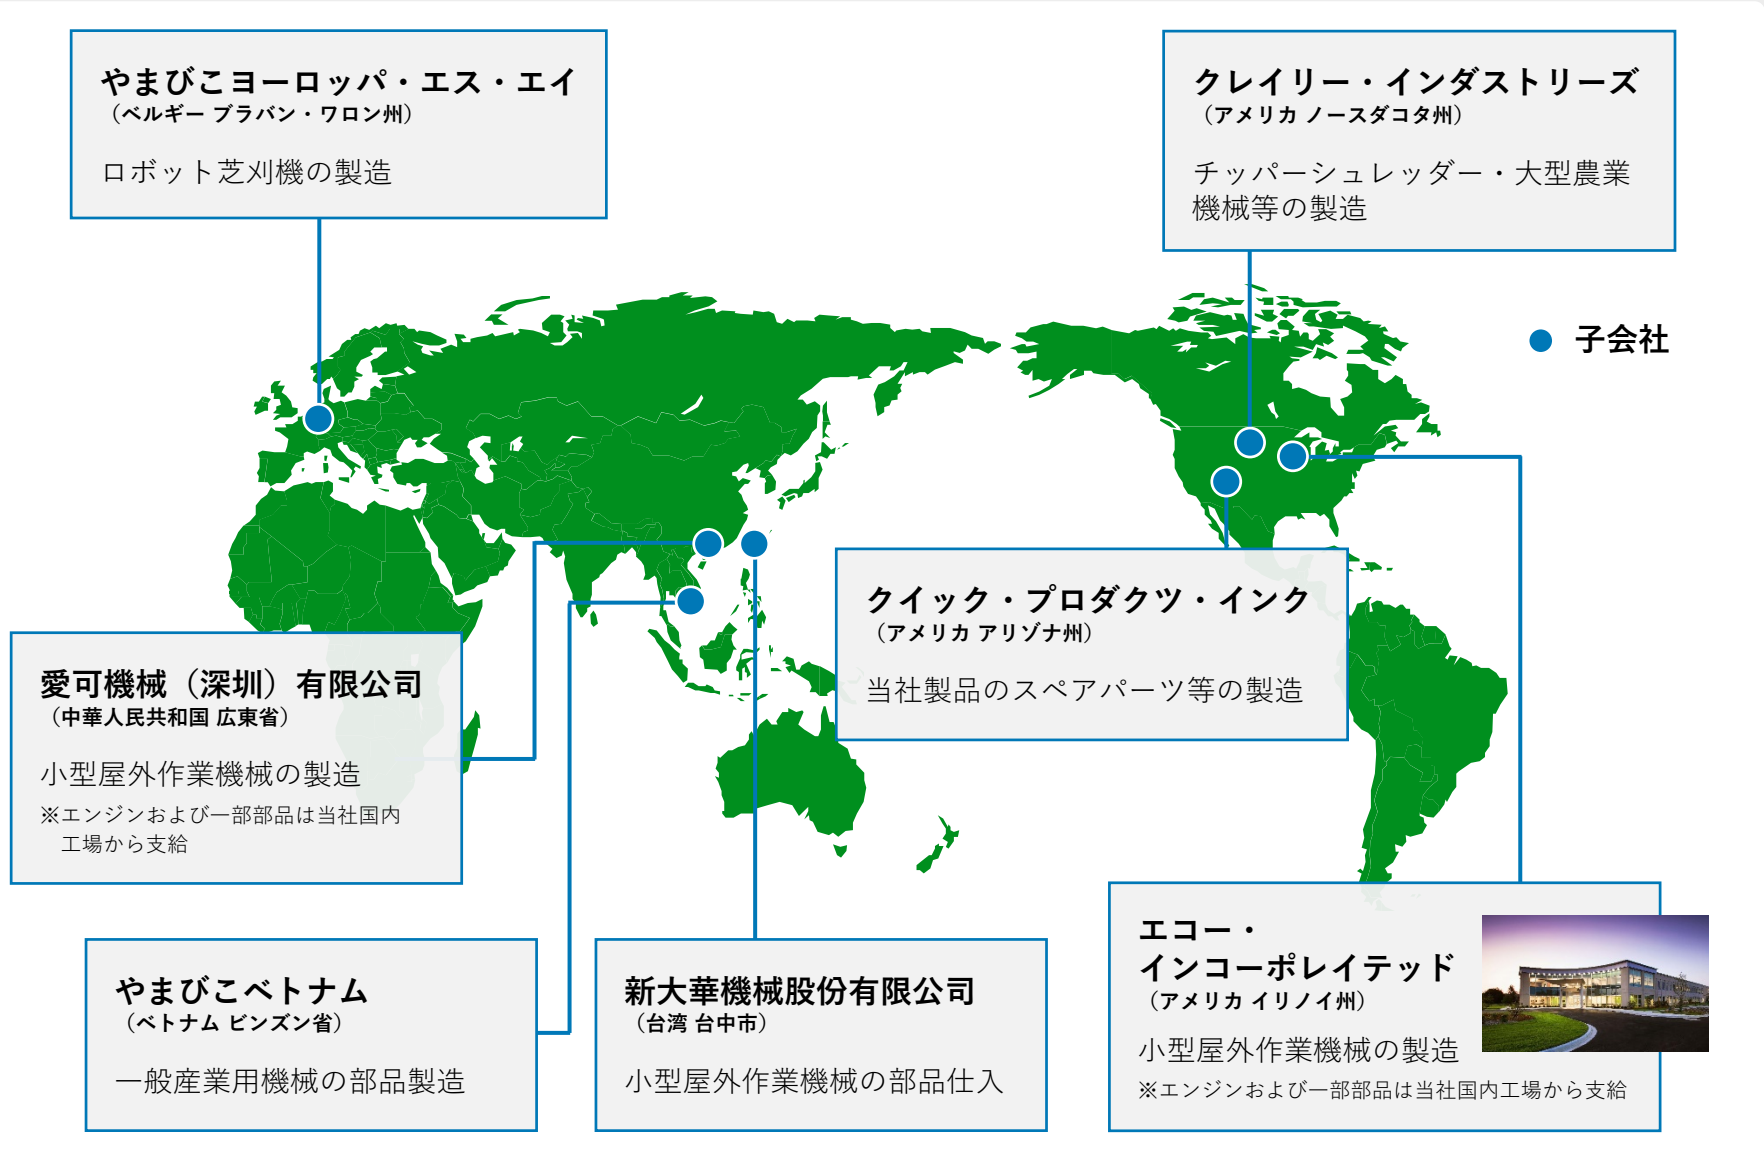 やまびこヨーロッパ・エス・エイ
（ベルギー ブラバン・ワロン州）
ロボット芝刈機の製造
クレイリー・インダストリーズ
（アメリカ ノースダコタ州）
チッパーシュレッダー・大型農業
機械等の製造
子会社
クイック・プロダクツ・インク
（アメリカ アリゾナ州）
当社製品のスペアパーツ等の製造
愛可機械（深圳）有限公司
（中華人民共和国 広東省）
小型屋外作業機械の製造
※エンジンおよび一部部品は当社国内
工場から支給
やまびこベトナム
（ベトナム ビンズン省）
一般産業用機械の部品製造
新大華機械股份有限公司
（台湾 台中市）
小型屋外作業機械の部品仕入
エコー・
インコーポレイテッド
（アメリカ イリノイ州）
小型屋外作業機械の製造
※エンジンおよび一部部品は当社国内工場から支給